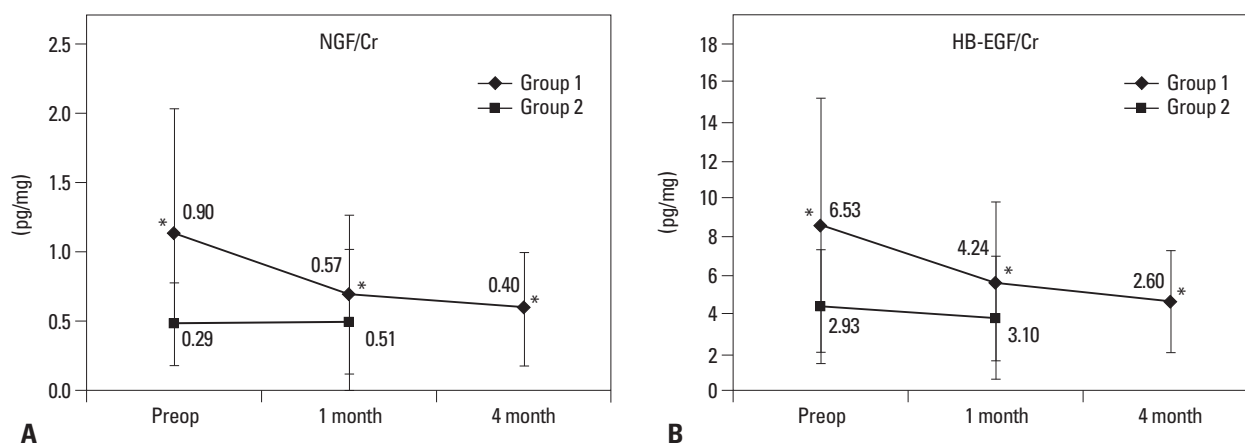 NGF/Cr
2.5
2.0
1.5
1.0
0.5
0.0
(pg/mg)
Group 1
Group 2
*
0.90
0.57
*
0.40
*
0.29
0.51
Preop
1 month
4 month
A
HB-EGF/Cr
18
16
14
12
10
8
6
4
2
0
(pg/mg)
Group 1
Group 2
*
6.53
4.24
*
2.60
*
2.93
3.10
Preop
1 month
4 month
B